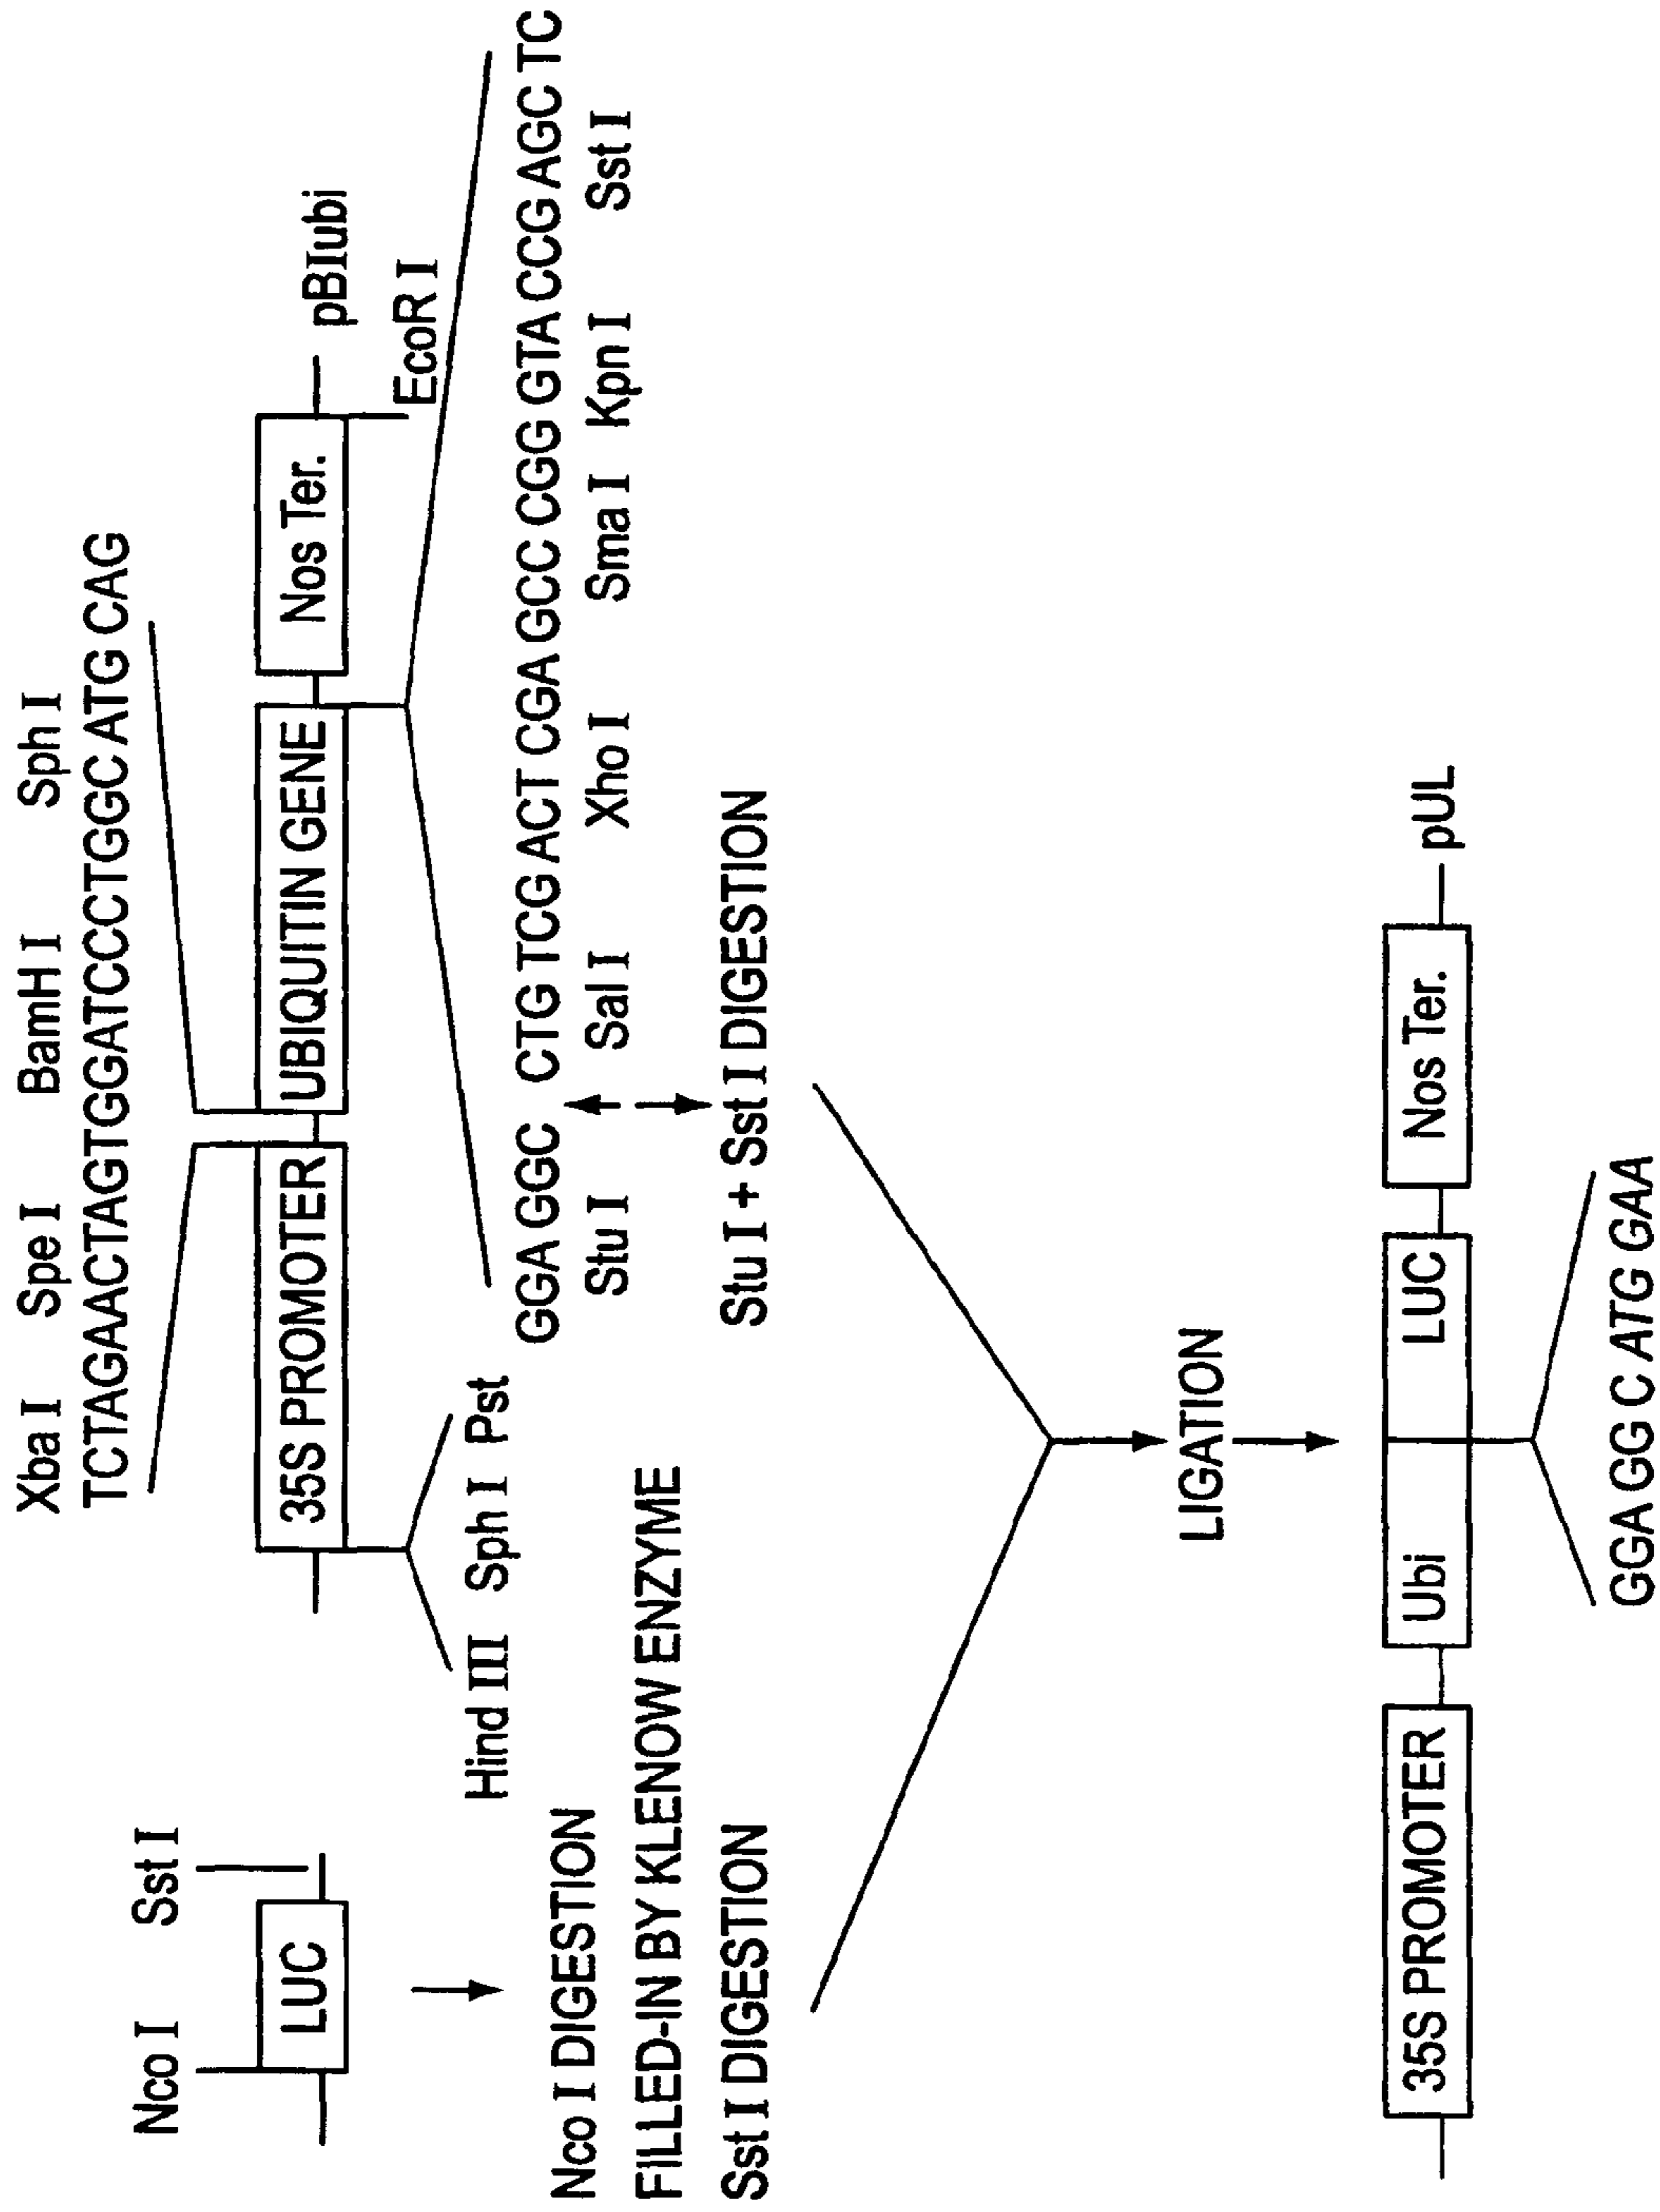 Xba I Spe I BamH I Sph I
TCTAGAACTAGTGGATCCCTGGCATG CAG
Nco I Sst I
LUC
35S PROMOTER UBIQUITIN GENE Nos Ter. pBIubi
EcoR I
Hind III Sph I Pst
GGA GGC CTG TCG ACT CGA GCC CGG GTA CCG AGC TC
Stu I Sal I Xho I Sma I Kpn I Sst I
Nco I DIGESTION
FILLED-IN BY KLENOW ENZYME
Sst I DIGESTION
Stu I + Sst I DIGESTION
LIGATION
35S PROMOTER Ubi LUC Nos Ter. pUL
GGA GG C ATG GAA